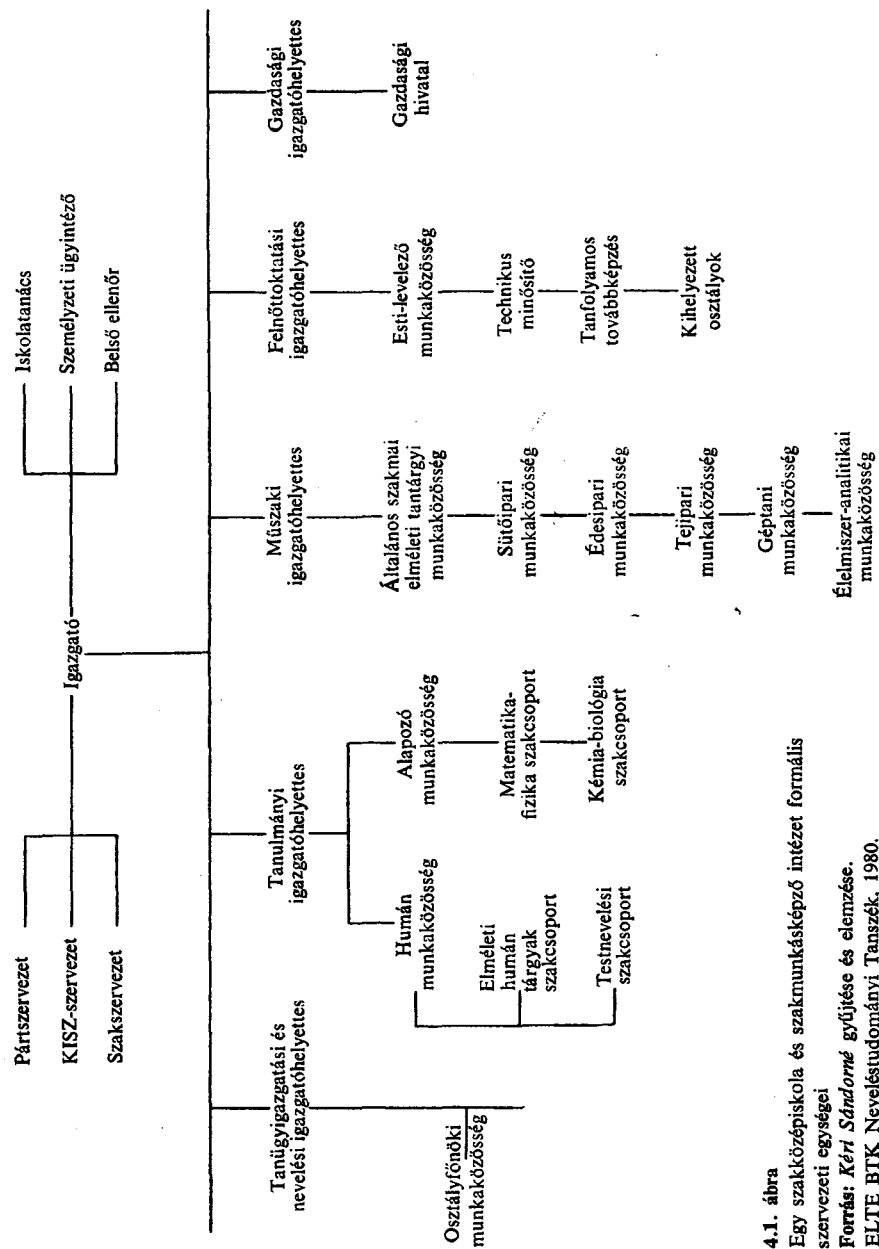 Pártszervezet
KISZ-szervezet
Szakszervezet
Igazgató
Iskolatanács
Személyzeti ügyintéző
Belső ellenőr
Tanügyigazgatási és
nevelési igazgatóhelyettes
Osztályfőnöki
munkaközösség
Tanulmányi
igazgatóhelyettes
Humán
munkaközösség
Elméleti
humán
tárgyak
szakcsoport
Testnevelési
szakcsoport
Alapozó
munkaközösség
Matematika-
fizika szakcsoport
Kémia-biológia
szakcsoport
Műszaki
igazgatóhelyettes
Általános szakmai
elméleti tantárgyi
munkaközösség
Sütőipari
munkaközösség
Édesipari
munkaközösség
Tejipari
munkaközösség
Géptani
munkaközösség
Élelmiszer-analitikai
munkaközösség
Felnőttoktatási
igazgatóhelyettes
Esti-levelező
munkaközösség
Technikus
minősítő
Tanfolyamos
továbbképzés
Kihelyezett
osztályok
Gazdasági
igazgatóhelyettes
Gazdasági
hivatal
4.1. ábra
Egy szakközépiskola és szakmunkásképző intézet formális
szervezeti egységei
Forrás: Kéri Sándorné gyűjtése és elemzése.
ELTE BTK Neveléstudományi Tanszék, 1980.